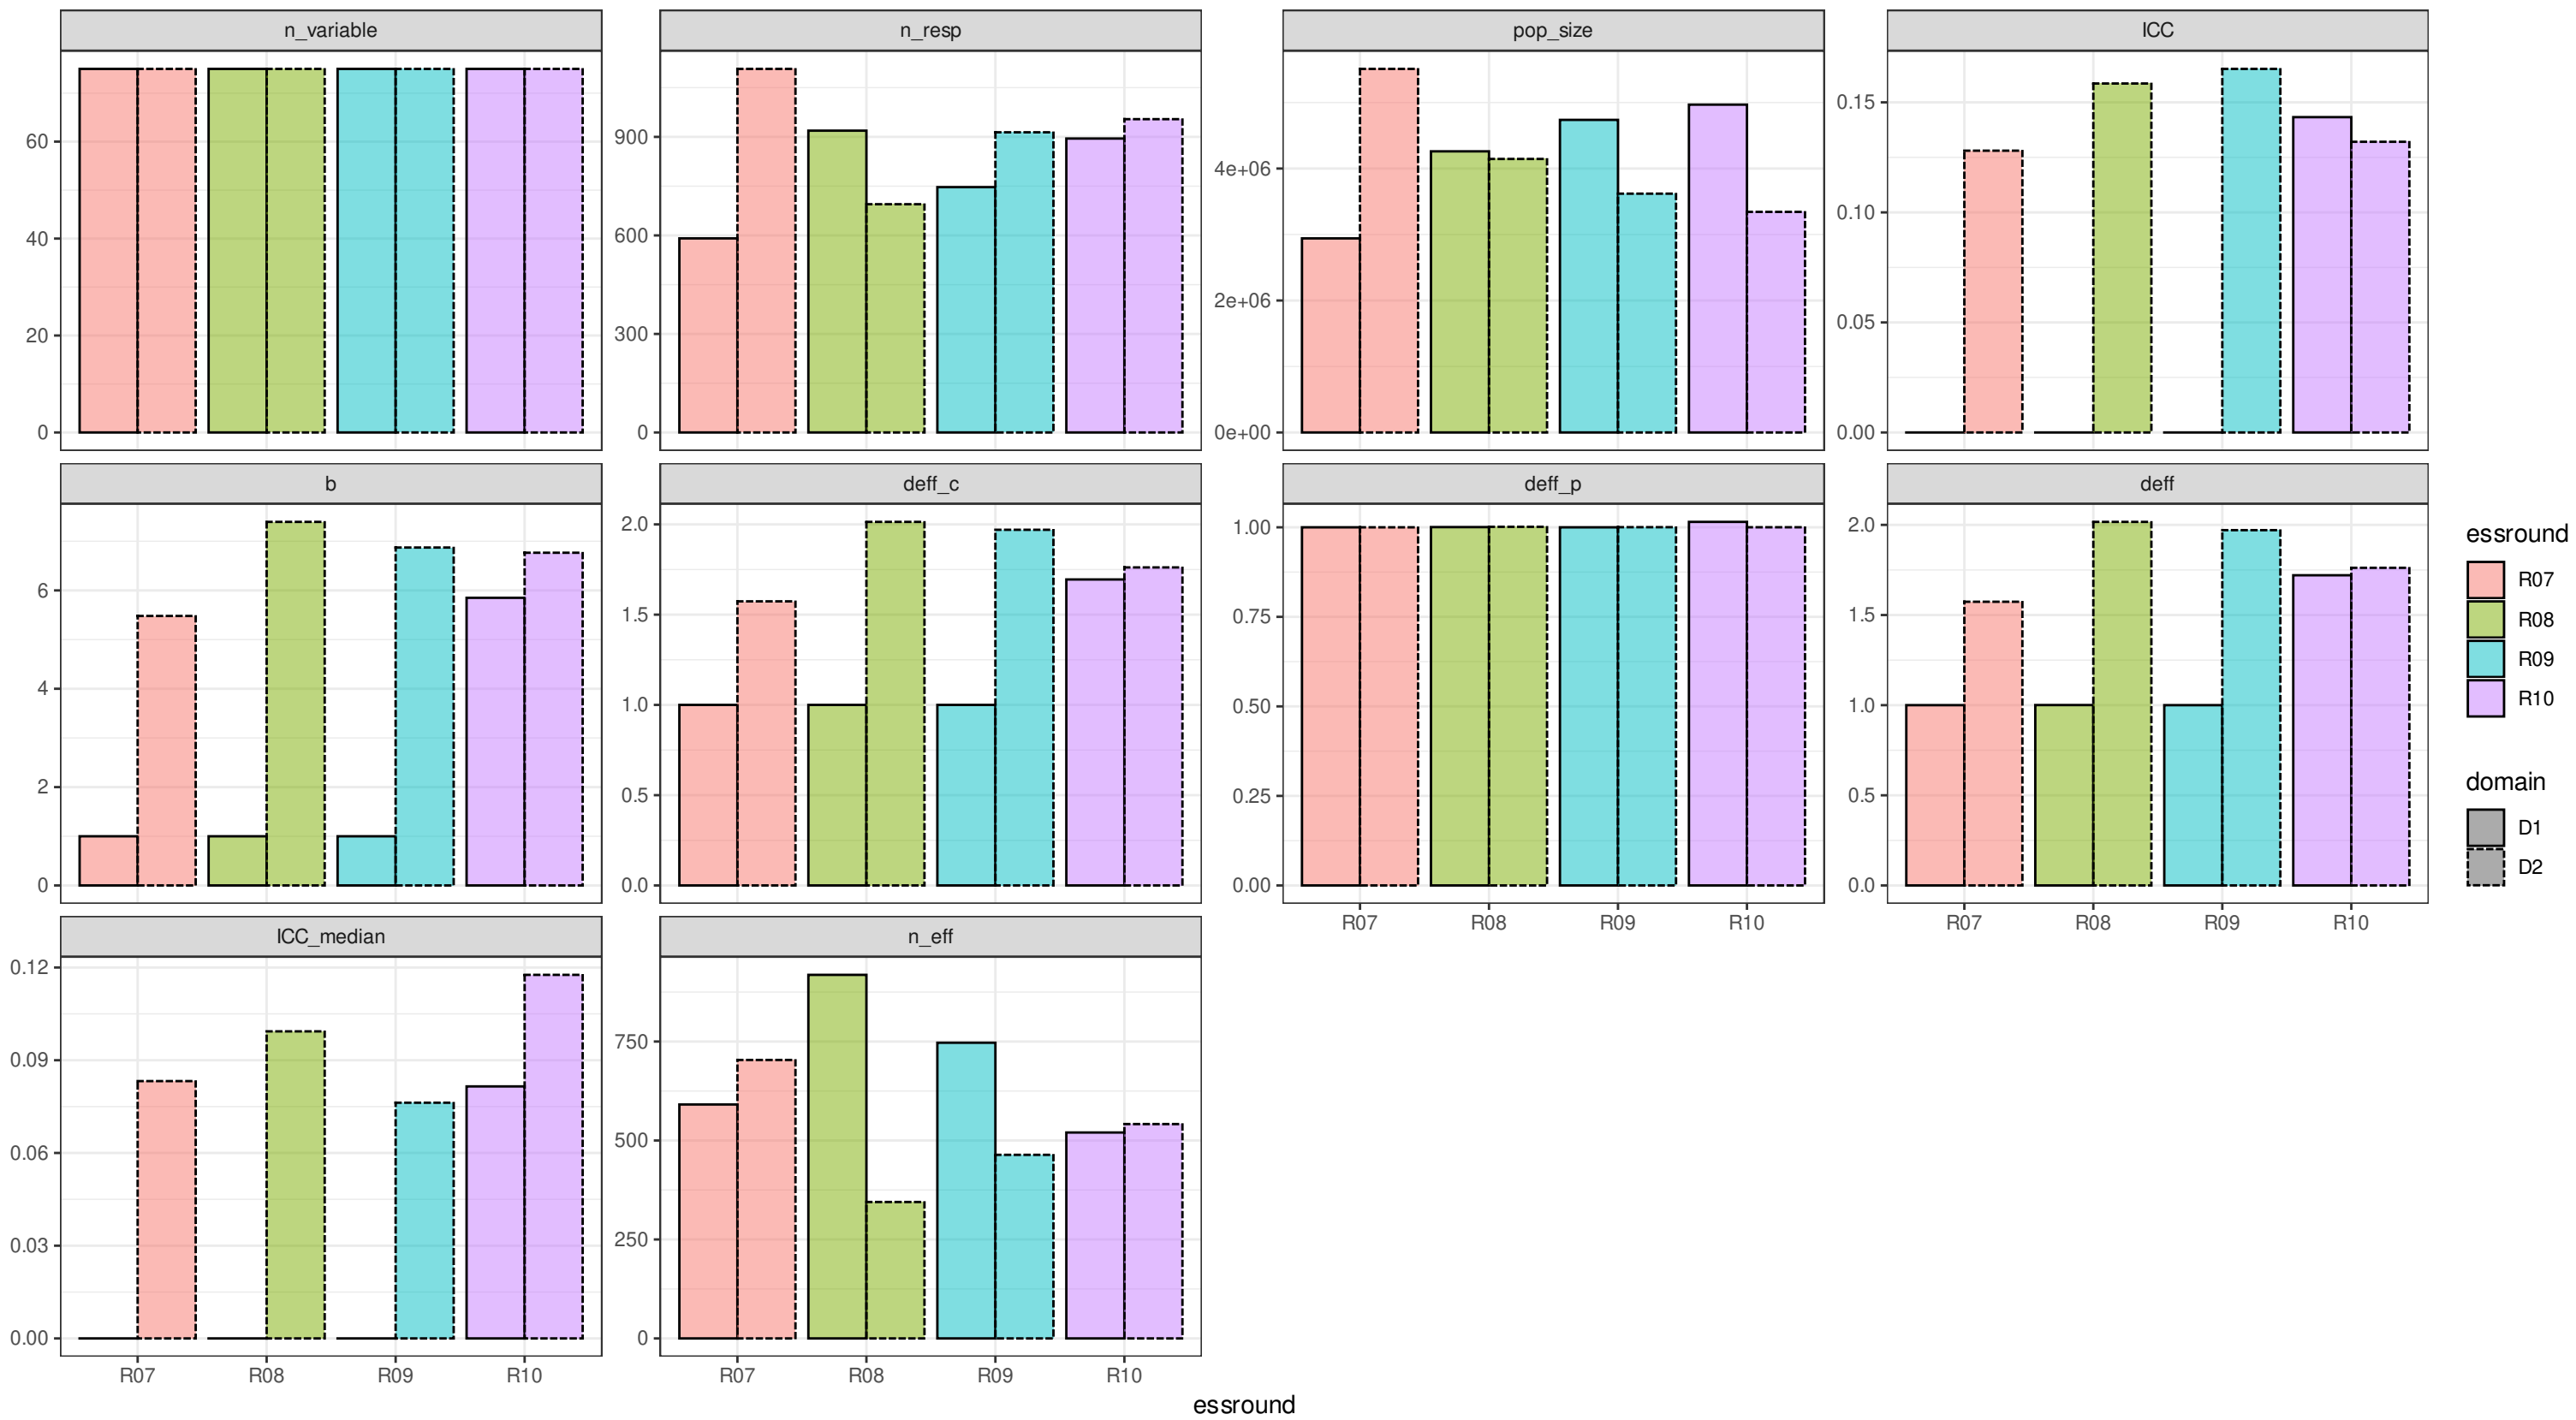 n_variable
n_resp
pop_size
ICC
60
40
20
0
900
600
300
0
4e+06
2e+06
0e+00
0.15
0.10
0.05
0.00
b
deff_c
deff_p
deff
6
4
2
0
2.0
1.5
1.0
0.5
0.0
1.00
0.75
0.50
0.25
0.00
2.0
1.5
1.0
0.5
0.0
R07 R08 R09 R10
R07 R08 R09 R10
ICC_median
n_eff
0.12
0.09
0.06
0.03
0.00
750
500
250
0
R07 R08 R09 R10
R07 R08 R09 R10
essround
essround
R07
R08
R09
R10
domain
D1
D2